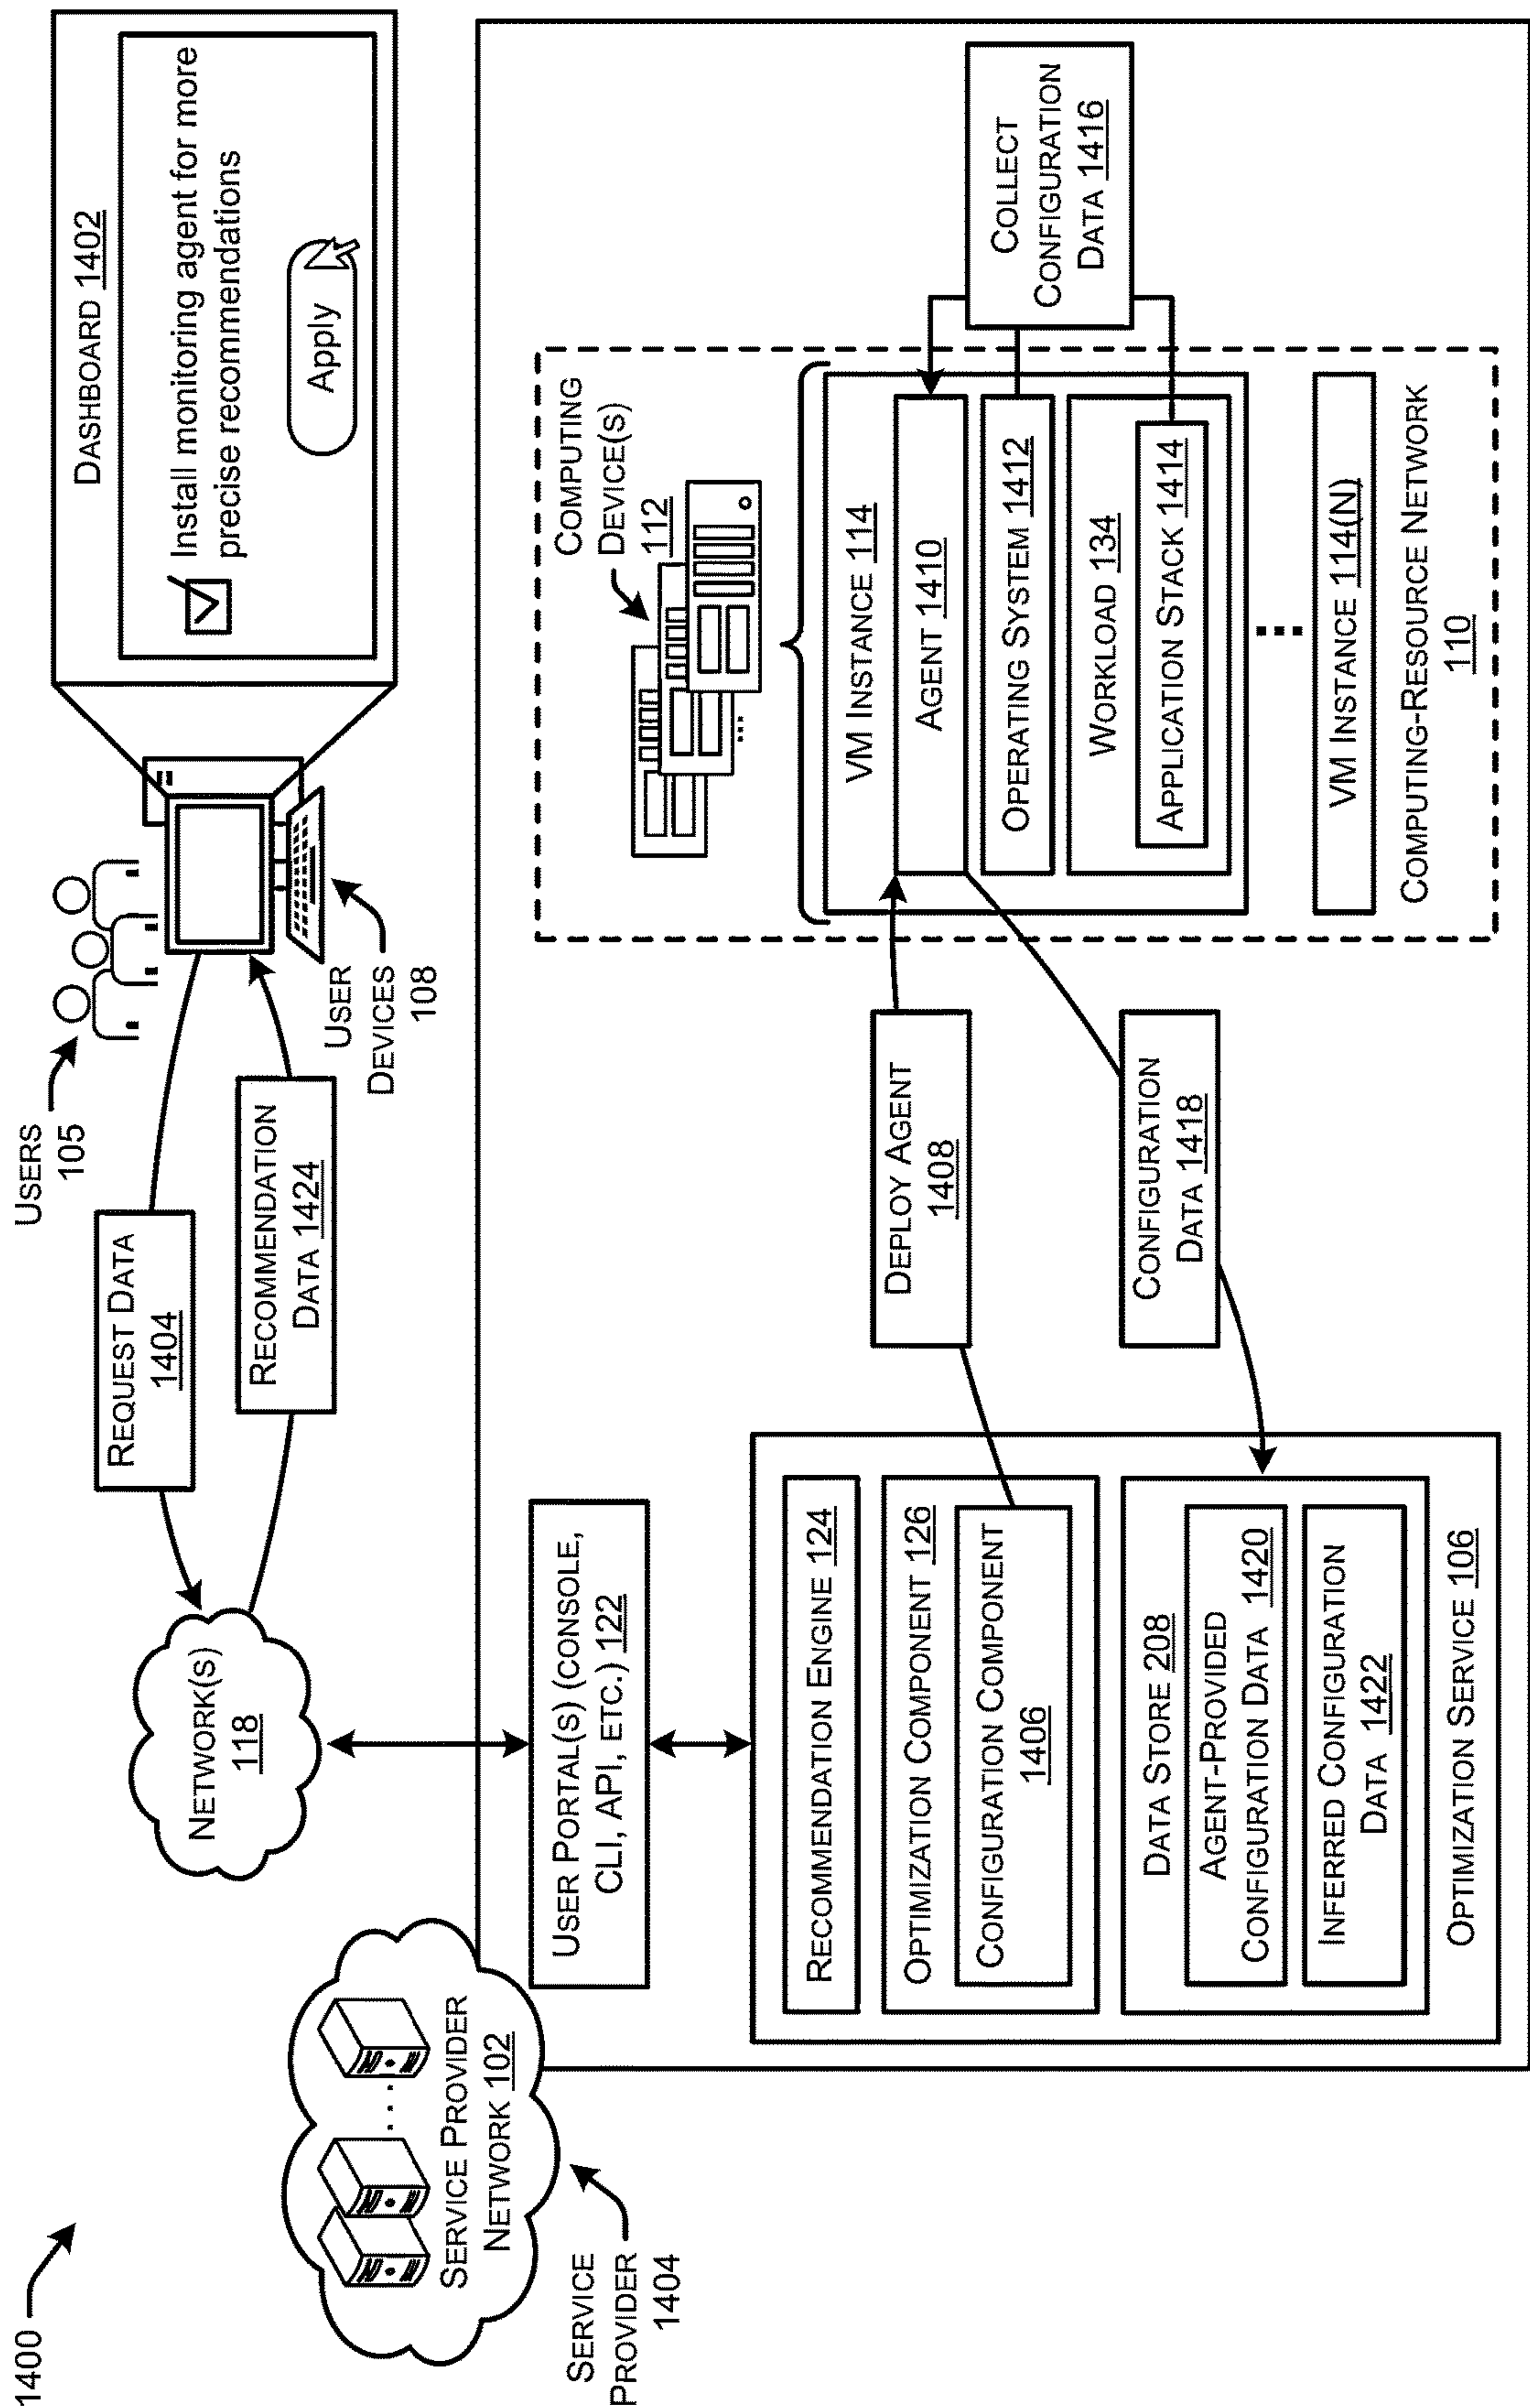 1400
USERS
105
REQUEST DATA
1404
RECOMMENDATION
DATA 1424
USER
DEVICES
108
DASHBOARD 1402
Install monitoring agent for more
precise recommendations
Apply
NETWORK(S)
118
SERVICE PROVIDER
NETWORK 102
SERVICE
PROVIDER
1404
USER PORTAL(S) (CONSOLE,
CLI, API, ETC.) 122
RECOMMENDATION ENGINE 124
OPTIMIZATION COMPONENT 126
CONFIGURATION COMPONENT
1406
DATA STORE 208
AGENT-PROVIDED
CONFIGURATION DATA 1420
INFERRED CONFIGURATION
DATA 1422
OPTIMIZATION SERVICE 106
DEPLOY AGENT
1408
CONFIGURATION
DATA 1418
COMPUTING
DEVICE(S)
112
VM INSTANCE 114
AGENT 1410
OPERATING SYSTEM 1412
WORKLOAD 134
APPLICATION STACK 1414
VM INSTANCE 114(N)
COMPUTING-RESOURCE NETWORK
110
COLLECT
CONFIGURATION
DATA 1416